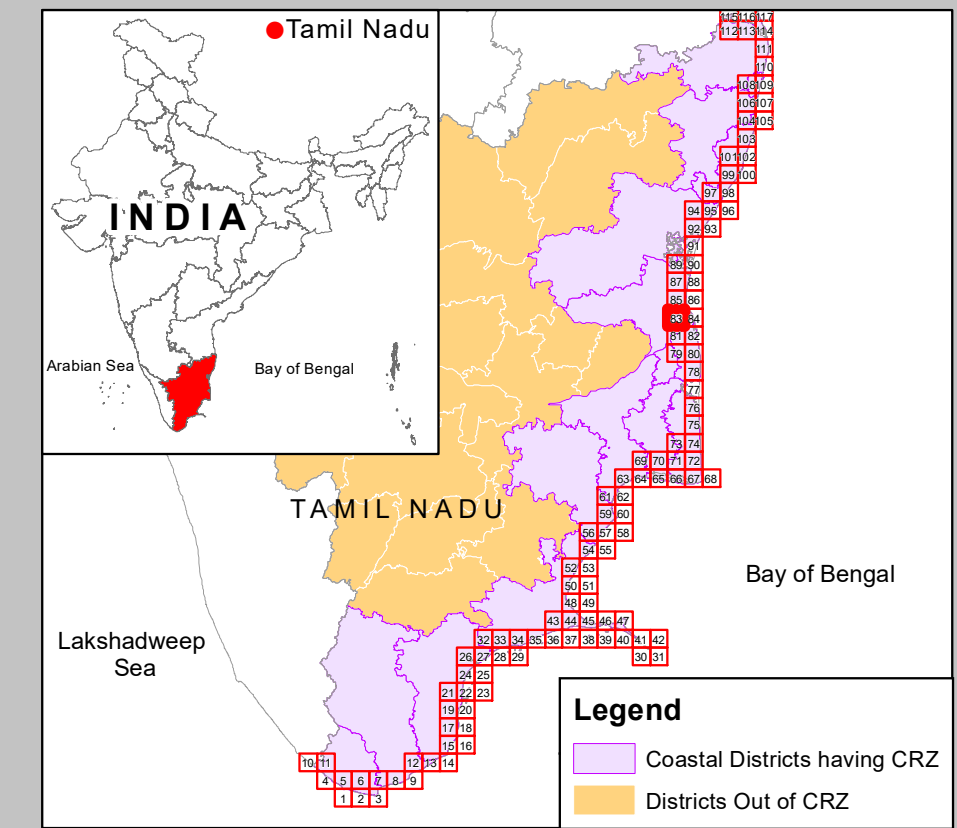 Tamil Nadu
INDIA
Arabian Sea
Bay of Bengal
115 116 117
112 113 114
111
110
108 109
106 107
104 105
103
101 102
99 100
97 98
94 95 96
92 93
91
89 90
87 88
85 86
83 84
81 82
79 80
78
77
76
75
73 74
69 70 71 72
63 64 65 66 67 68
61 62
59 60
56 57 58
54 55
52 53
50 51
48 49
43 44 45 46 47
32 33 34 35 36 37 38 39 40 41 42
26 27 28 29 30 31
24 25
21 22 23
19 20
17 18
15 16
10 11 12 13 14
4 5 6 7 8 9
1 2 3
TAMIL NADU
Bay of Bengal
Lakshadweep
Sea
Legend
Coastal Districts having CRZ
Districts Out of CRZ